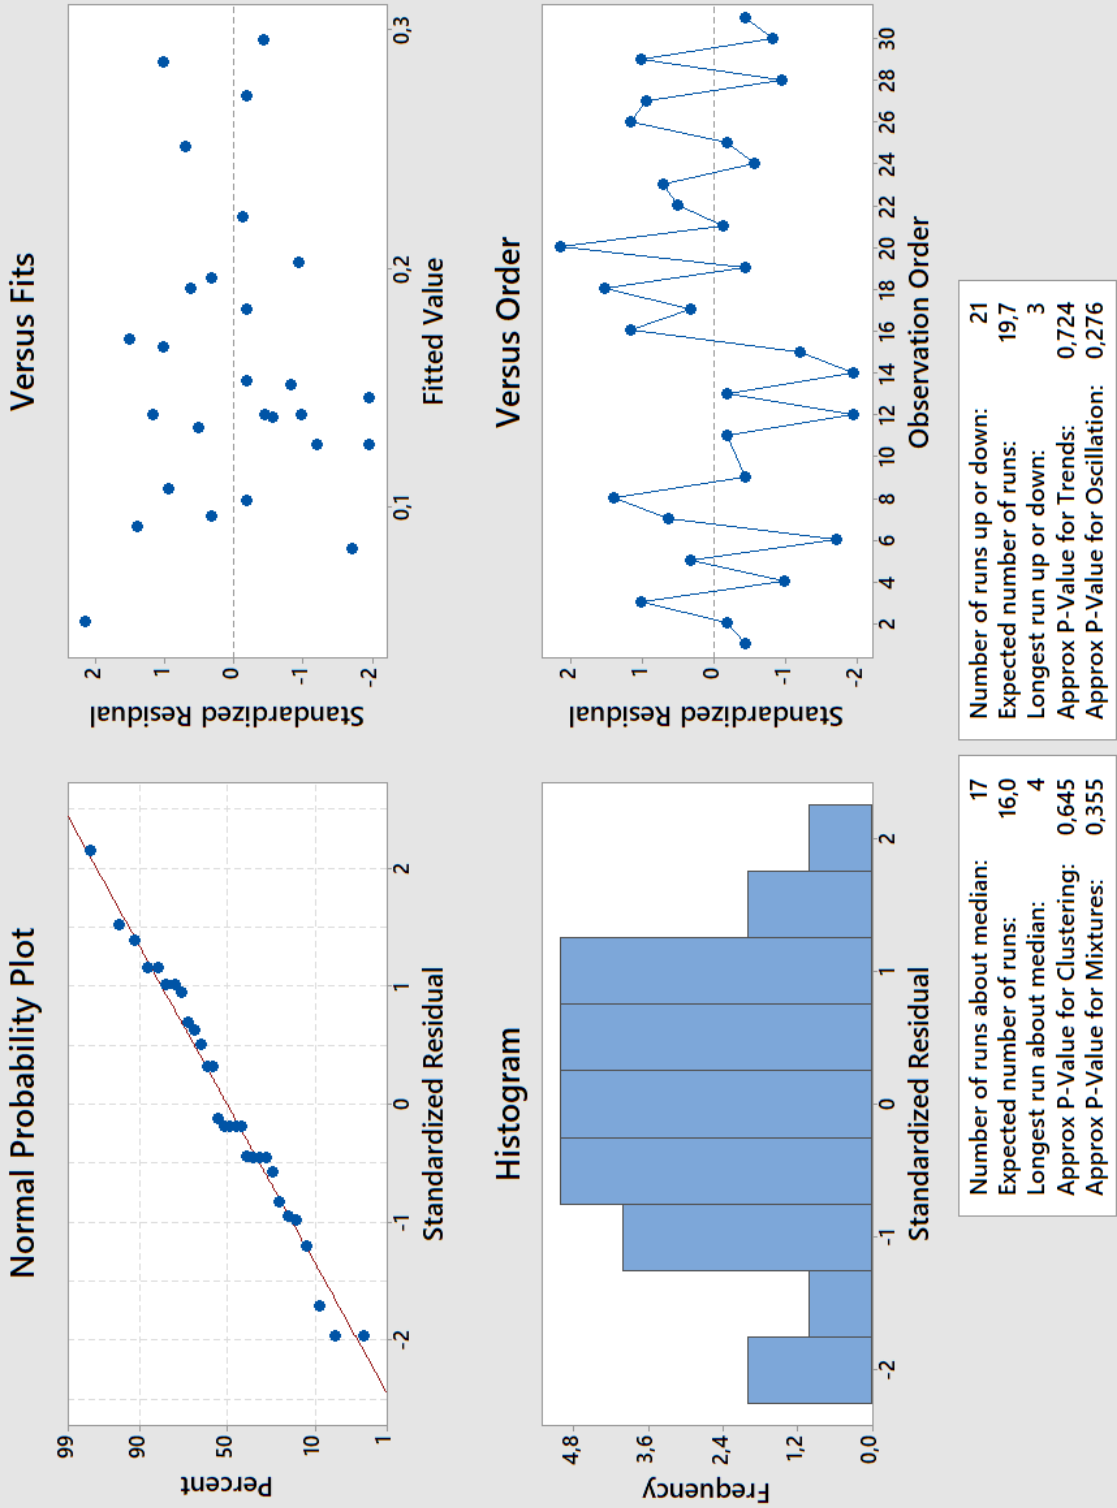 Normal Probability Plot
Percent
99
90
50
10
1
-2
-1
0
1
2
Standardized Residual
Versus Fits
Standardized Residual
2
1
0
-1
-2
0,1
0,2
0,3
Fitted Value
Histogram
Frequency
4,8
3,6
2,4
1,2
0,0
-2
-1
0
1
2
Standardized Residual
Versus Order
Standardized Residual
2
1
0
-1
-2
2
4
6
8
10
12
14
16
18
20
22
24
26
28
30
Observation Order
Number of runs about median: 17
Expected number of runs: 16,0
Longest run about median: 4
Approx P-Value for Clustering: 0,645
Approx P-Value for Mixtures: 0,355
Number of runs up or down: 21
Expected number of runs: 19,7
Longest run up or down: 3
Approx P-Value for Trends: 0,724
Approx P-Value for Oscillation: 0,276